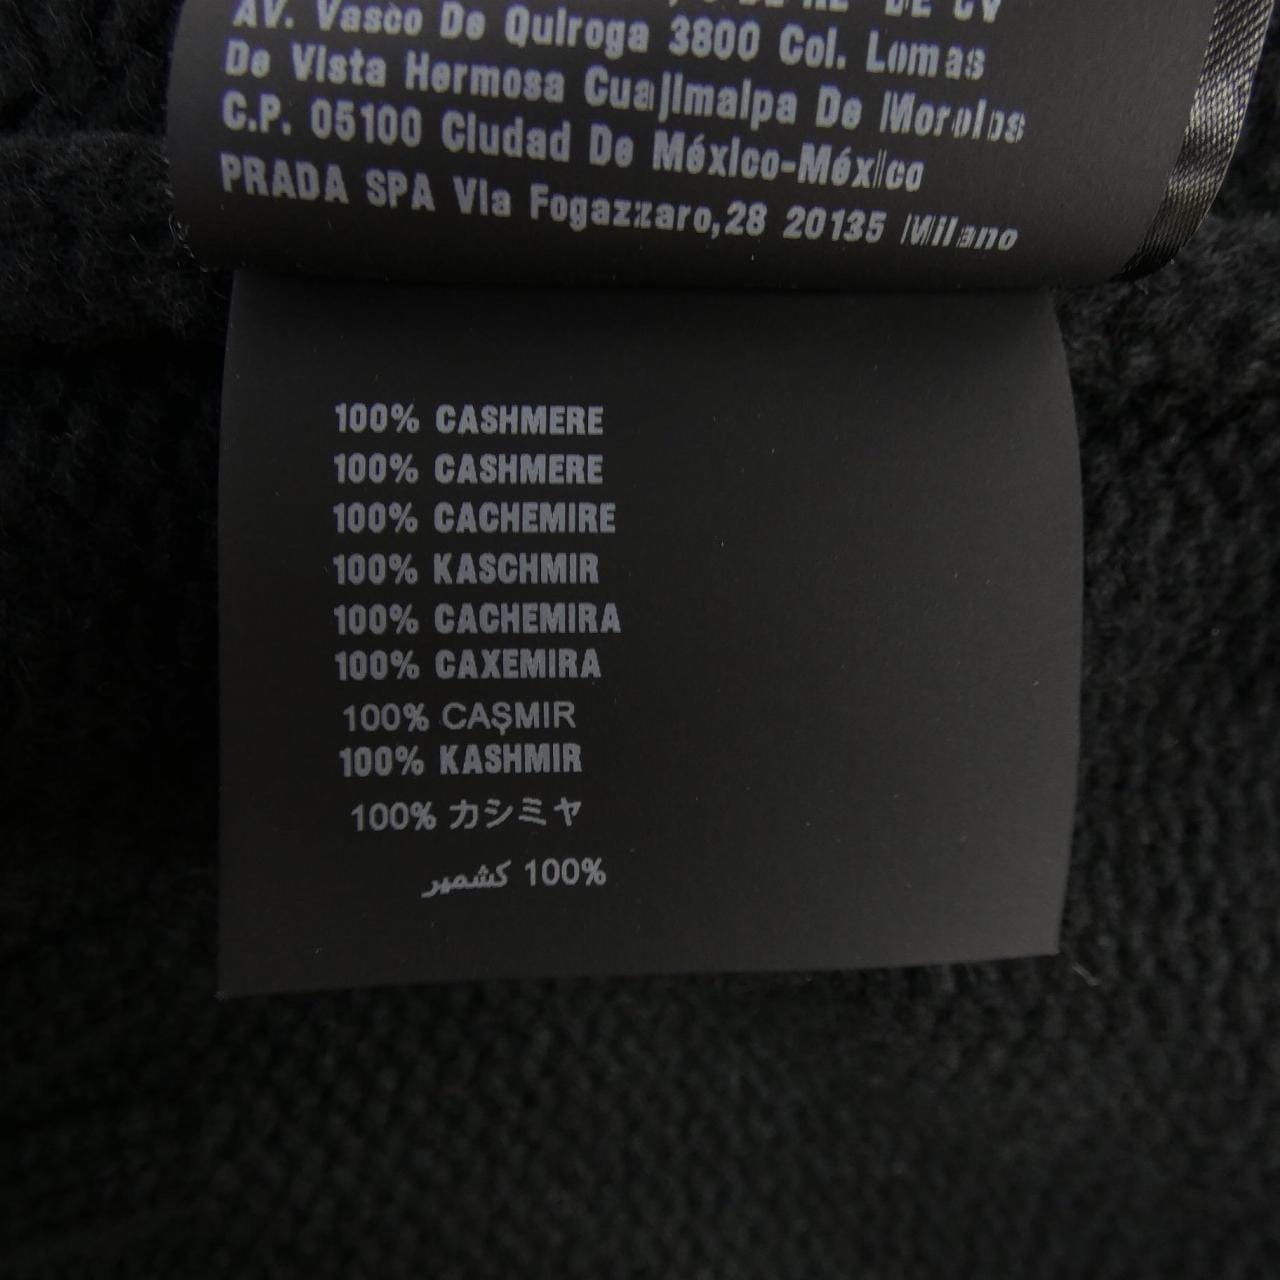 DE CV
AV. Vasco De Quiroga 3800 Col. Lomas
De Vista Hermosa Cuajimalpa De Morelos
C.P. 05100 Ciudad De México-México
PRADA SPA Via Fogazzaro,28 20135 Milano
100% CASHMERE
100% CASHMERE
100% CACHEMIRE
100% KASCHMIR
100% CACHEMIRA
100% CAXEMIRA
100% CAŞMIR
100% KASHMIR
100% カシミヤ
100% كشمير